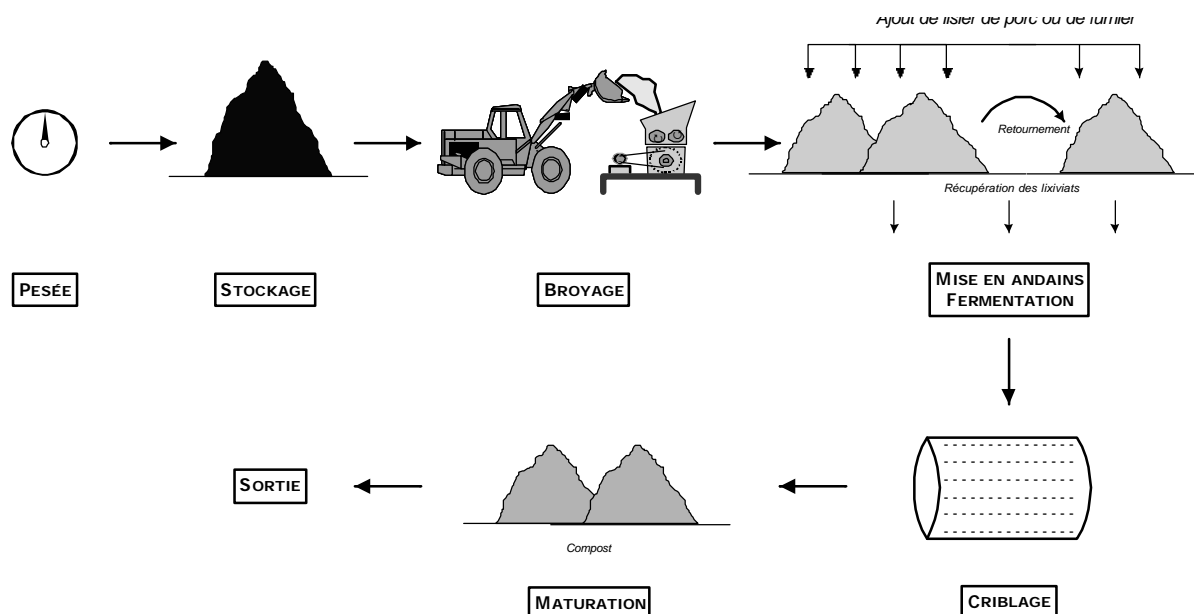 Ajout de lisier de porc ou de fumier
Retournement
Récupération des lixiviats
PESÉE
STOCKAGE
BROYAGE
MISE EN ANDAINS
FERMENTATION
SORTIE
Compost
MATURATION
CRIBLAGE